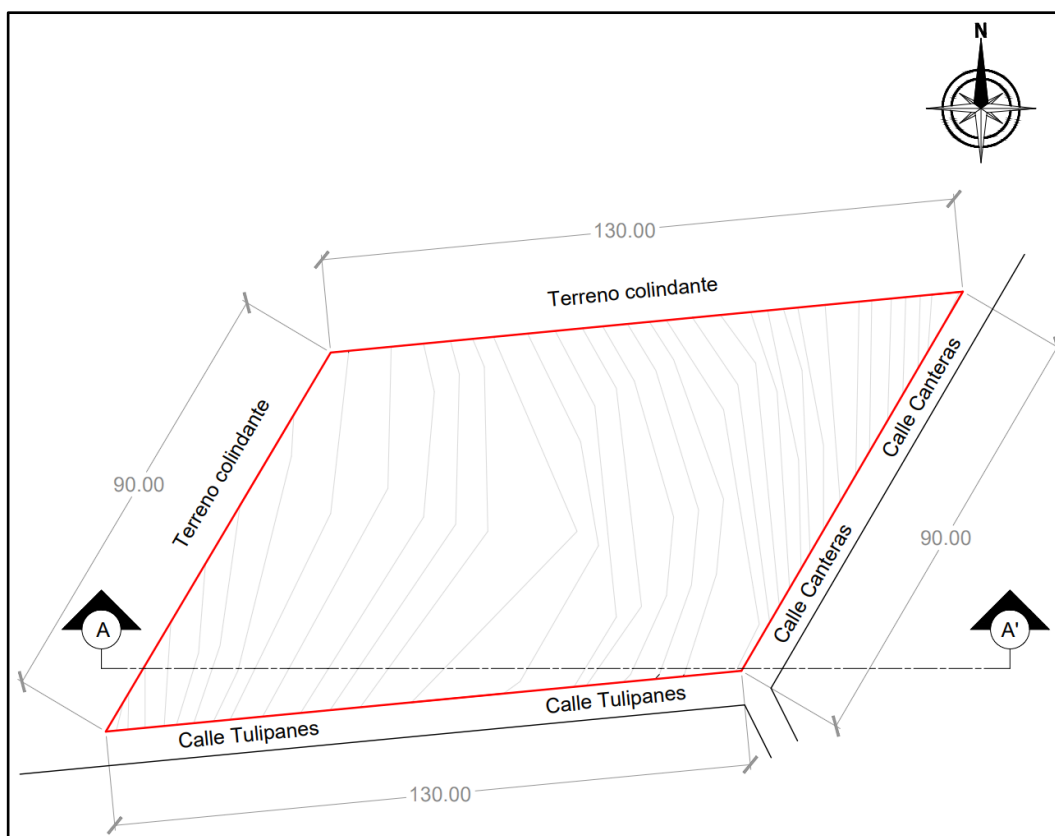 N
130.00
Terreno colindante
Terreno colindante
Calle Canteras
90.00
90.00
Calle Canteras
A
A'
Calle Tulipanes
Calle Tulipanes
130.00